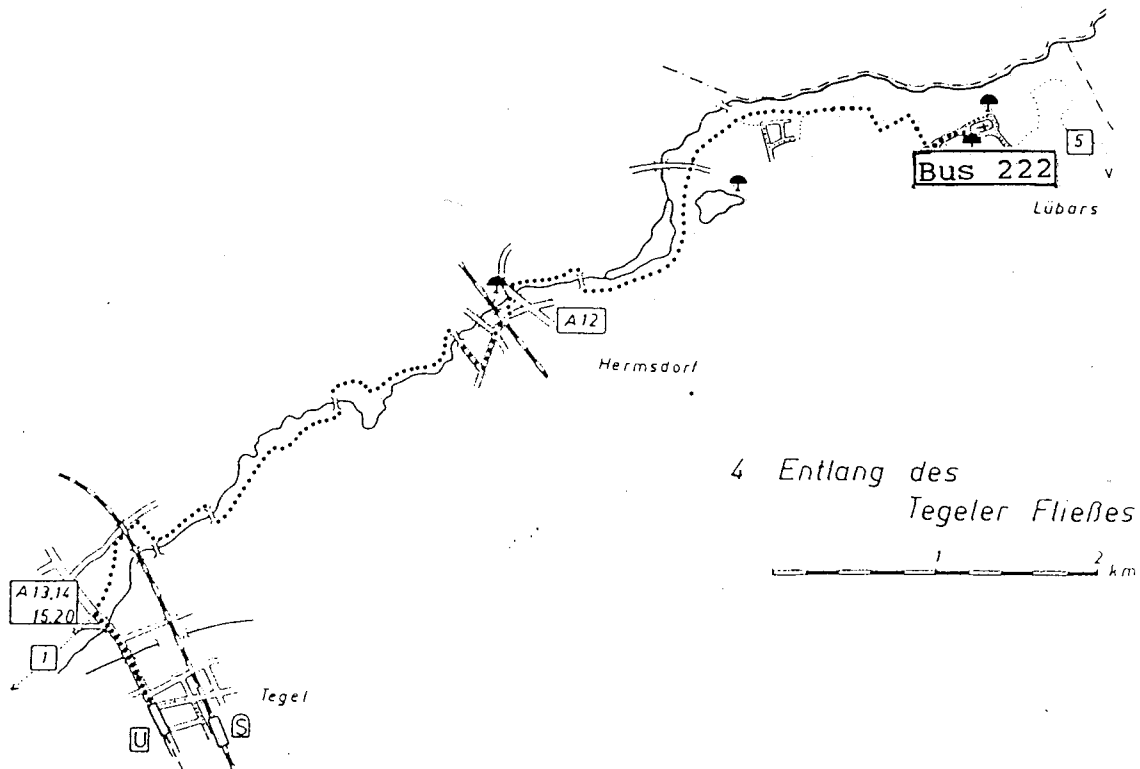 5
Bus 222
v
Lübars
A12
Hermsdorf
4 Entlang des
Tegeler Fließes
1 2
km
A13,14
15,20
1
Tegel
U S